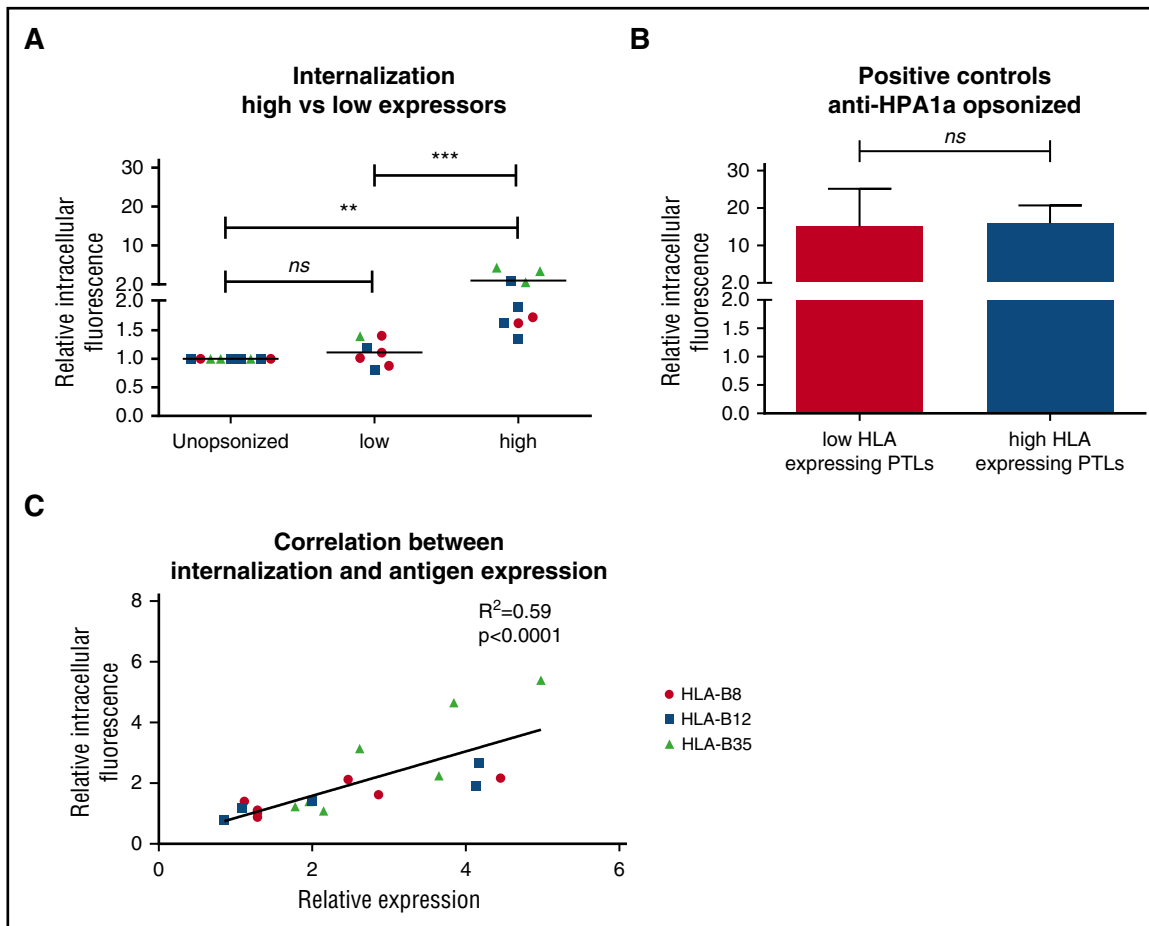 A
Internalization
high vs low expressors
Relative intracellular
fluorescence
30
20
10
2.0
2.0
1.5
1.0
0.5
0.0
***
**
ns
Unopsonized
low
high
B
Positive controls
anti-HPA1a opsonized
Relative intracellular
fluorescence
30
20
10
2.0
2.0
1.5
1.0
0.5
0.0
ns
low HLA
expressing PTLs
high HLA
expressing PTLs
C
Correlation between
internalization and antigen expression
Relative intracellular
fluorescence
8
6
4
2
0
R²=0.59
p<0.0001
0
2
4
6
Relative expression
HLA-B8
HLA-B12
HLA-B35